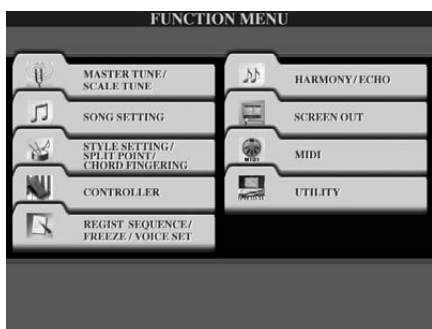 FUNCTION MENU
MASTER TUNE/
SCALE TUNE
SONG SETTING
STYLE SETTING/
SPLIT POINT/
CHORD FINGERING
CONTROLLER
REGIST SEQUENCE/
FREEZE/VOICE SET
HARMONY/ECHO
SCREEN OUT
MIDI
MIDI
UTILITY